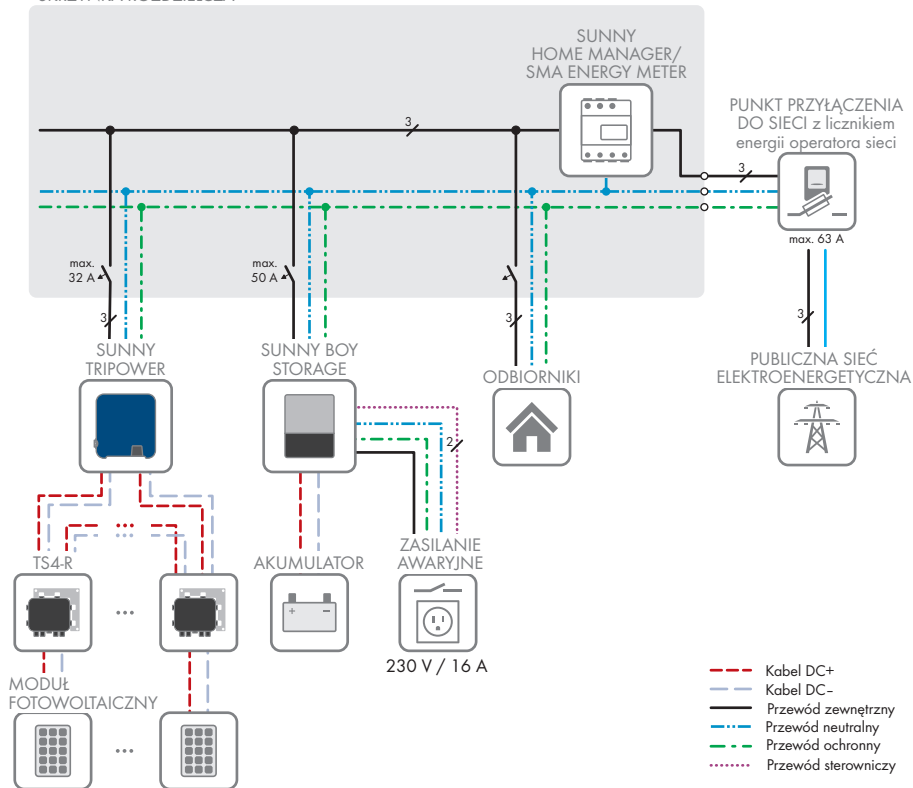 SUNNY
HOME MANAGER/
SMA ENERGY METER
PUNKT PRZYŁĄCZENIA
DO SIECI z licznikiem
energii operatora sieci
3
3
max. 63 A
max.
32 A
max.
50 A
3
3
3
SUNNY
TRIPOWER
SUNNY BOY
STORAGE
ODBIORNIKI
PUBLICZNA SIEĆ
ELEKTROENERGETYCZNA
2
TS4-R
AKUMULATOR
ZASILANIE
AWARYJNE
...
...
...
...
+ −
230 V / 16 A
MODUŁ
FOTOWOLTAICZNY
...
Kabel DC+
Kabel DC–
Przewód zewnętrzny
Przewód neutralny
Przewód ochronny
Przewód sterowniczy